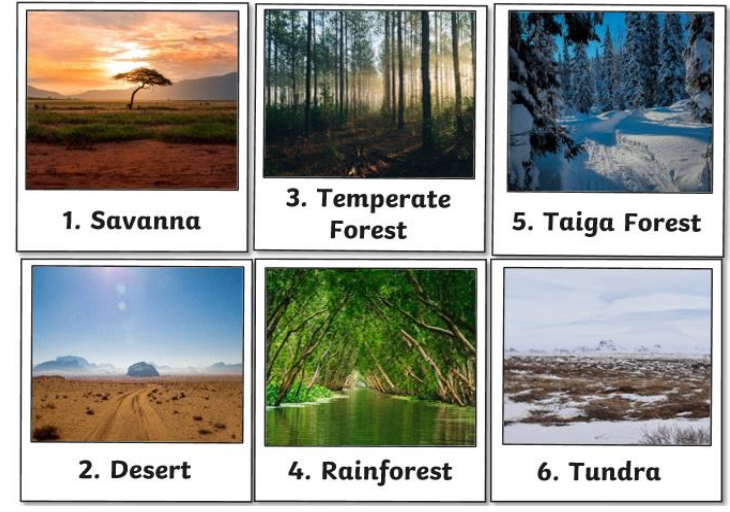 1. Savanna
3. Temperate
Forest
5. Taiga Forest
2. Desert
4. Rainforest
6. Tundra